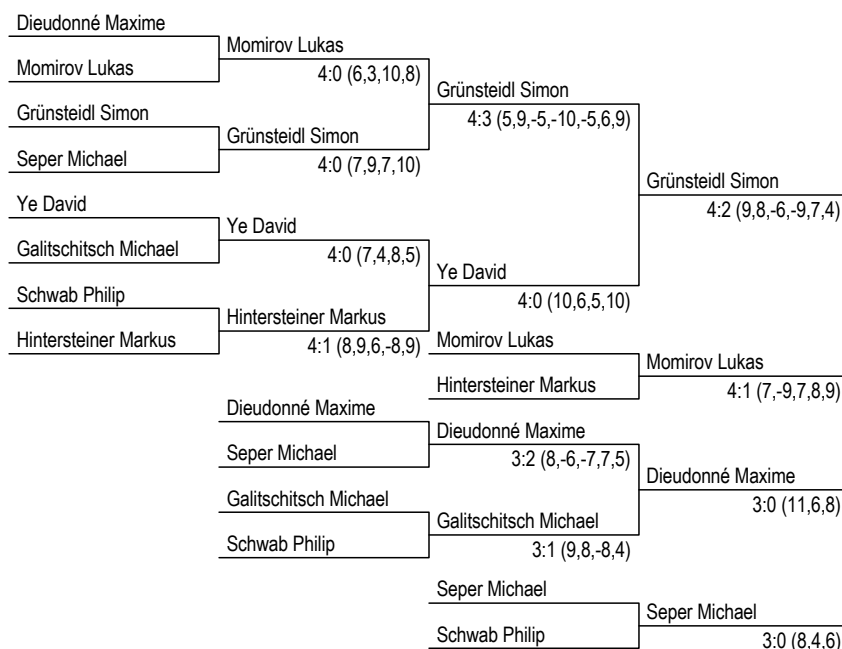 Dieudonné Maxime
Momirov Lukas
Momirov Lukas
4:0 (6,3,10,8)
Grünsteidl Simon
Grünsteidl Simon
4:3 (5,9,-5,-10,-5,6,9)
Grünsteidl Simon
Seper Michael
4:0 (7,9,7,10)
Grünsteidl Simon
4:2 (9,8,-6,-9,7,4)
Ye David
Ye David
Galitschitsch Michael
4:0 (7,4,8,5)
Ye David
4:0 (10,6,5,10)
Schwab Philip
Hintersteiner Markus
Hintersteiner Markus
4:1 (8,9,6,-8,9)
Momirov Lukas
Momirov Lukas
Hintersteiner Markus
4:1 (7,-9,7,8,9)
Dieudonné Maxime
Dieudonné Maxime
Seper Michael
3:2 (8,-6,-7,7,5)
Dieudonné Maxime
3:0 (11,6,8)
Galitschitsch Michael
Galitschitsch Michael
Schwab Philip
3:1 (9,8,-8,4)
Seper Michael
Seper Michael
Schwab Philip
3:0 (8,4,6)